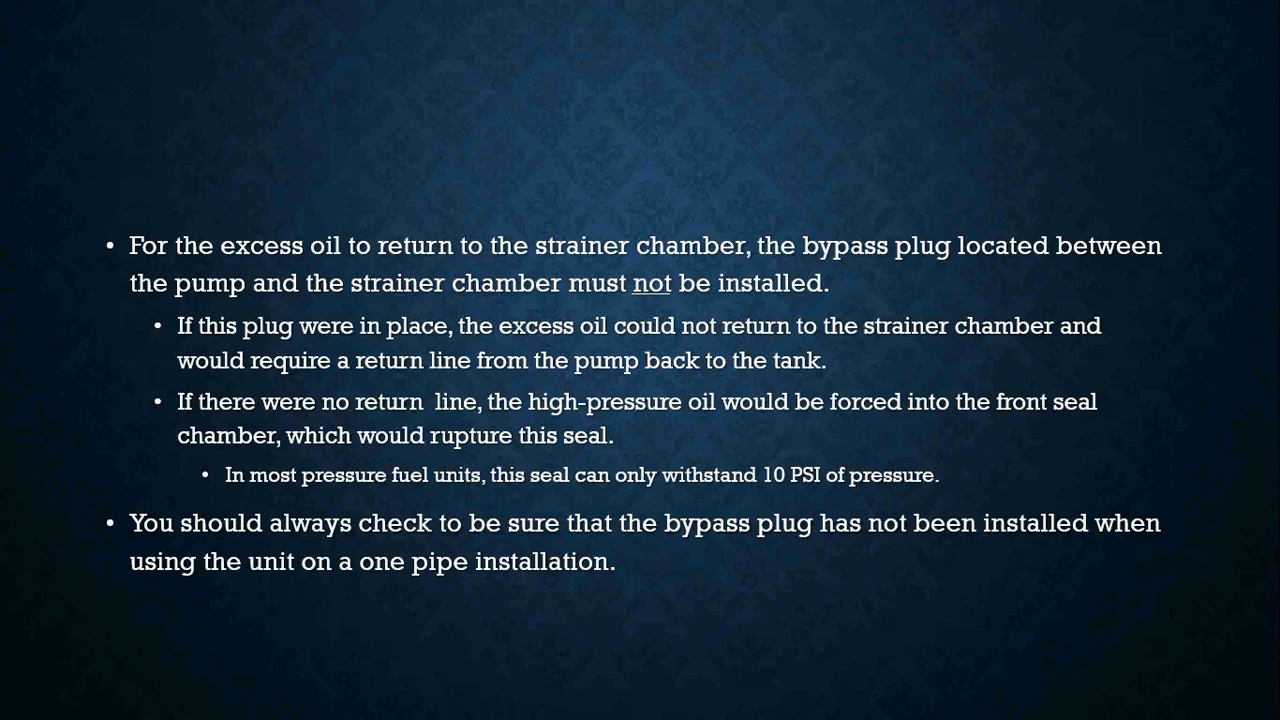 • For the excess oil to return to the strainer chamber, the bypass plug located between
the pump and the strainer chamber must not be installed.
• If this plug were in place, the excess oil could not return to the strainer chamber and
would require a return line from the pump back to the tank.
• If there were no return  line, the high-pressure oil would be forced into the front seal
chamber, which would rupture this seal.
• In most pressure fuel units, this seal can only withstand 10 PSI of pressure.
• You should always check to be sure that the bypass plug has not been installed when
using the unit on a one pipe installation.